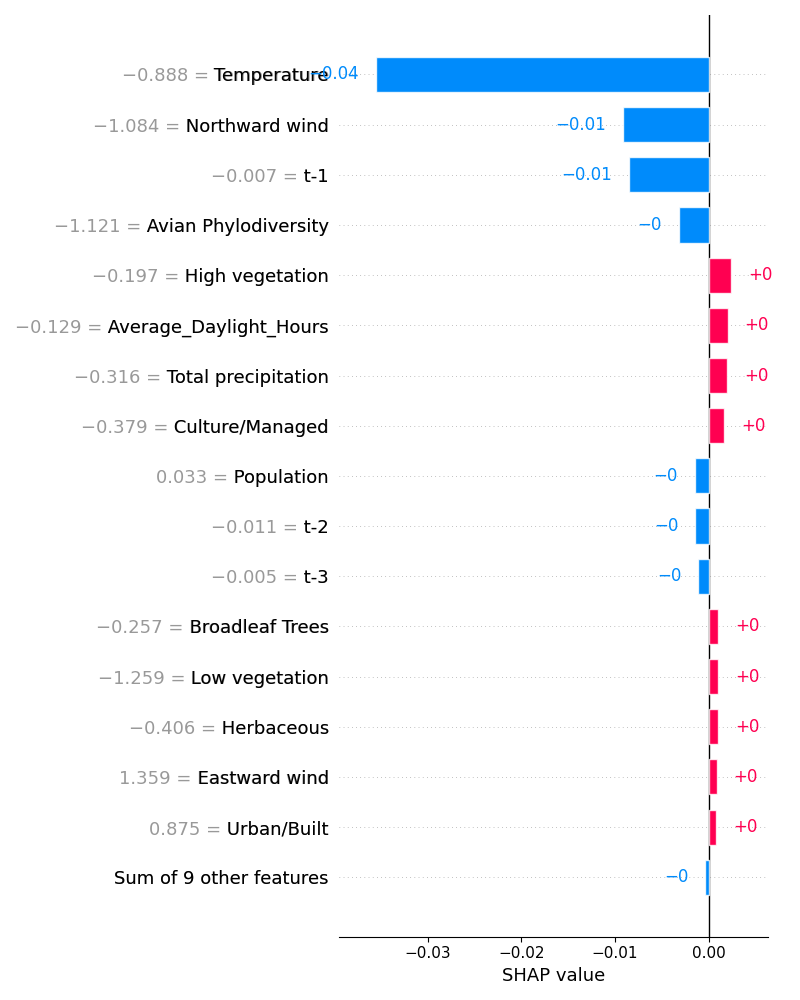 −0.888 = Temperature −0.04
−1.084 = Northward wind −0.01
−0.007 = t-1 −0.01
−1.121 = Avian Phylodiversity −0
−0.197 = High vegetation +0
−0.129 = Average_Daylight_Hours +0
−0.316 = Total precipitation +0
−0.379 = Culture/Managed +0
0.033 = Population −0
−0.011 = t-2 −0
−0.005 = t-3 −0
−0.257 = Broadleaf Trees +0
−1.259 = Low vegetation +0
−0.406 = Herbaceous +0
1.359 = Eastward wind +0
0.875 = Urban/Built +0
Sum of 9 other features −0
−0.03 −0.02 −0.01 0.00
SHAP value